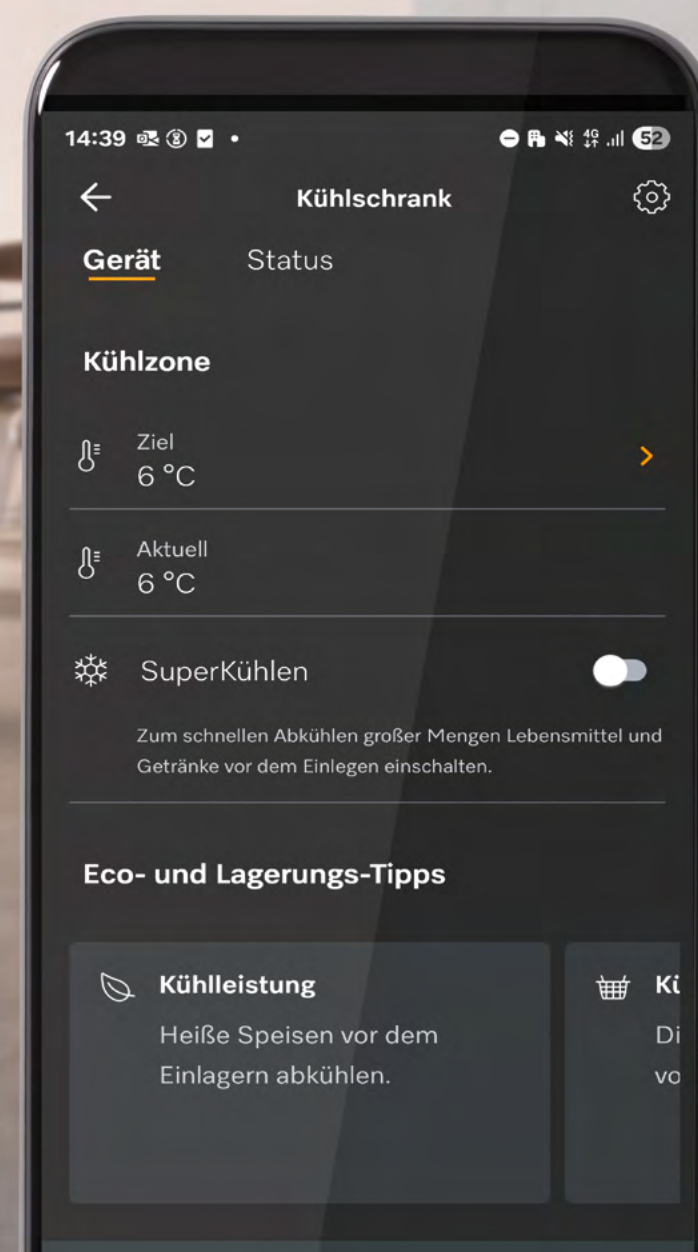 14:39
4G
52
Kühlschrank
Gerät Status
Kühlzone
Ziel
6 °C
Aktuell
6 °C
SuperKühlen
Zum schnellen Abkühlen großer Mengen Lebensmittel und
Getränke vor dem Einlegen einschalten.
Eco- und Lagerungs-Tipps
Kühlleistung
Heiße Speisen vor dem
Einlagern abkühlen.